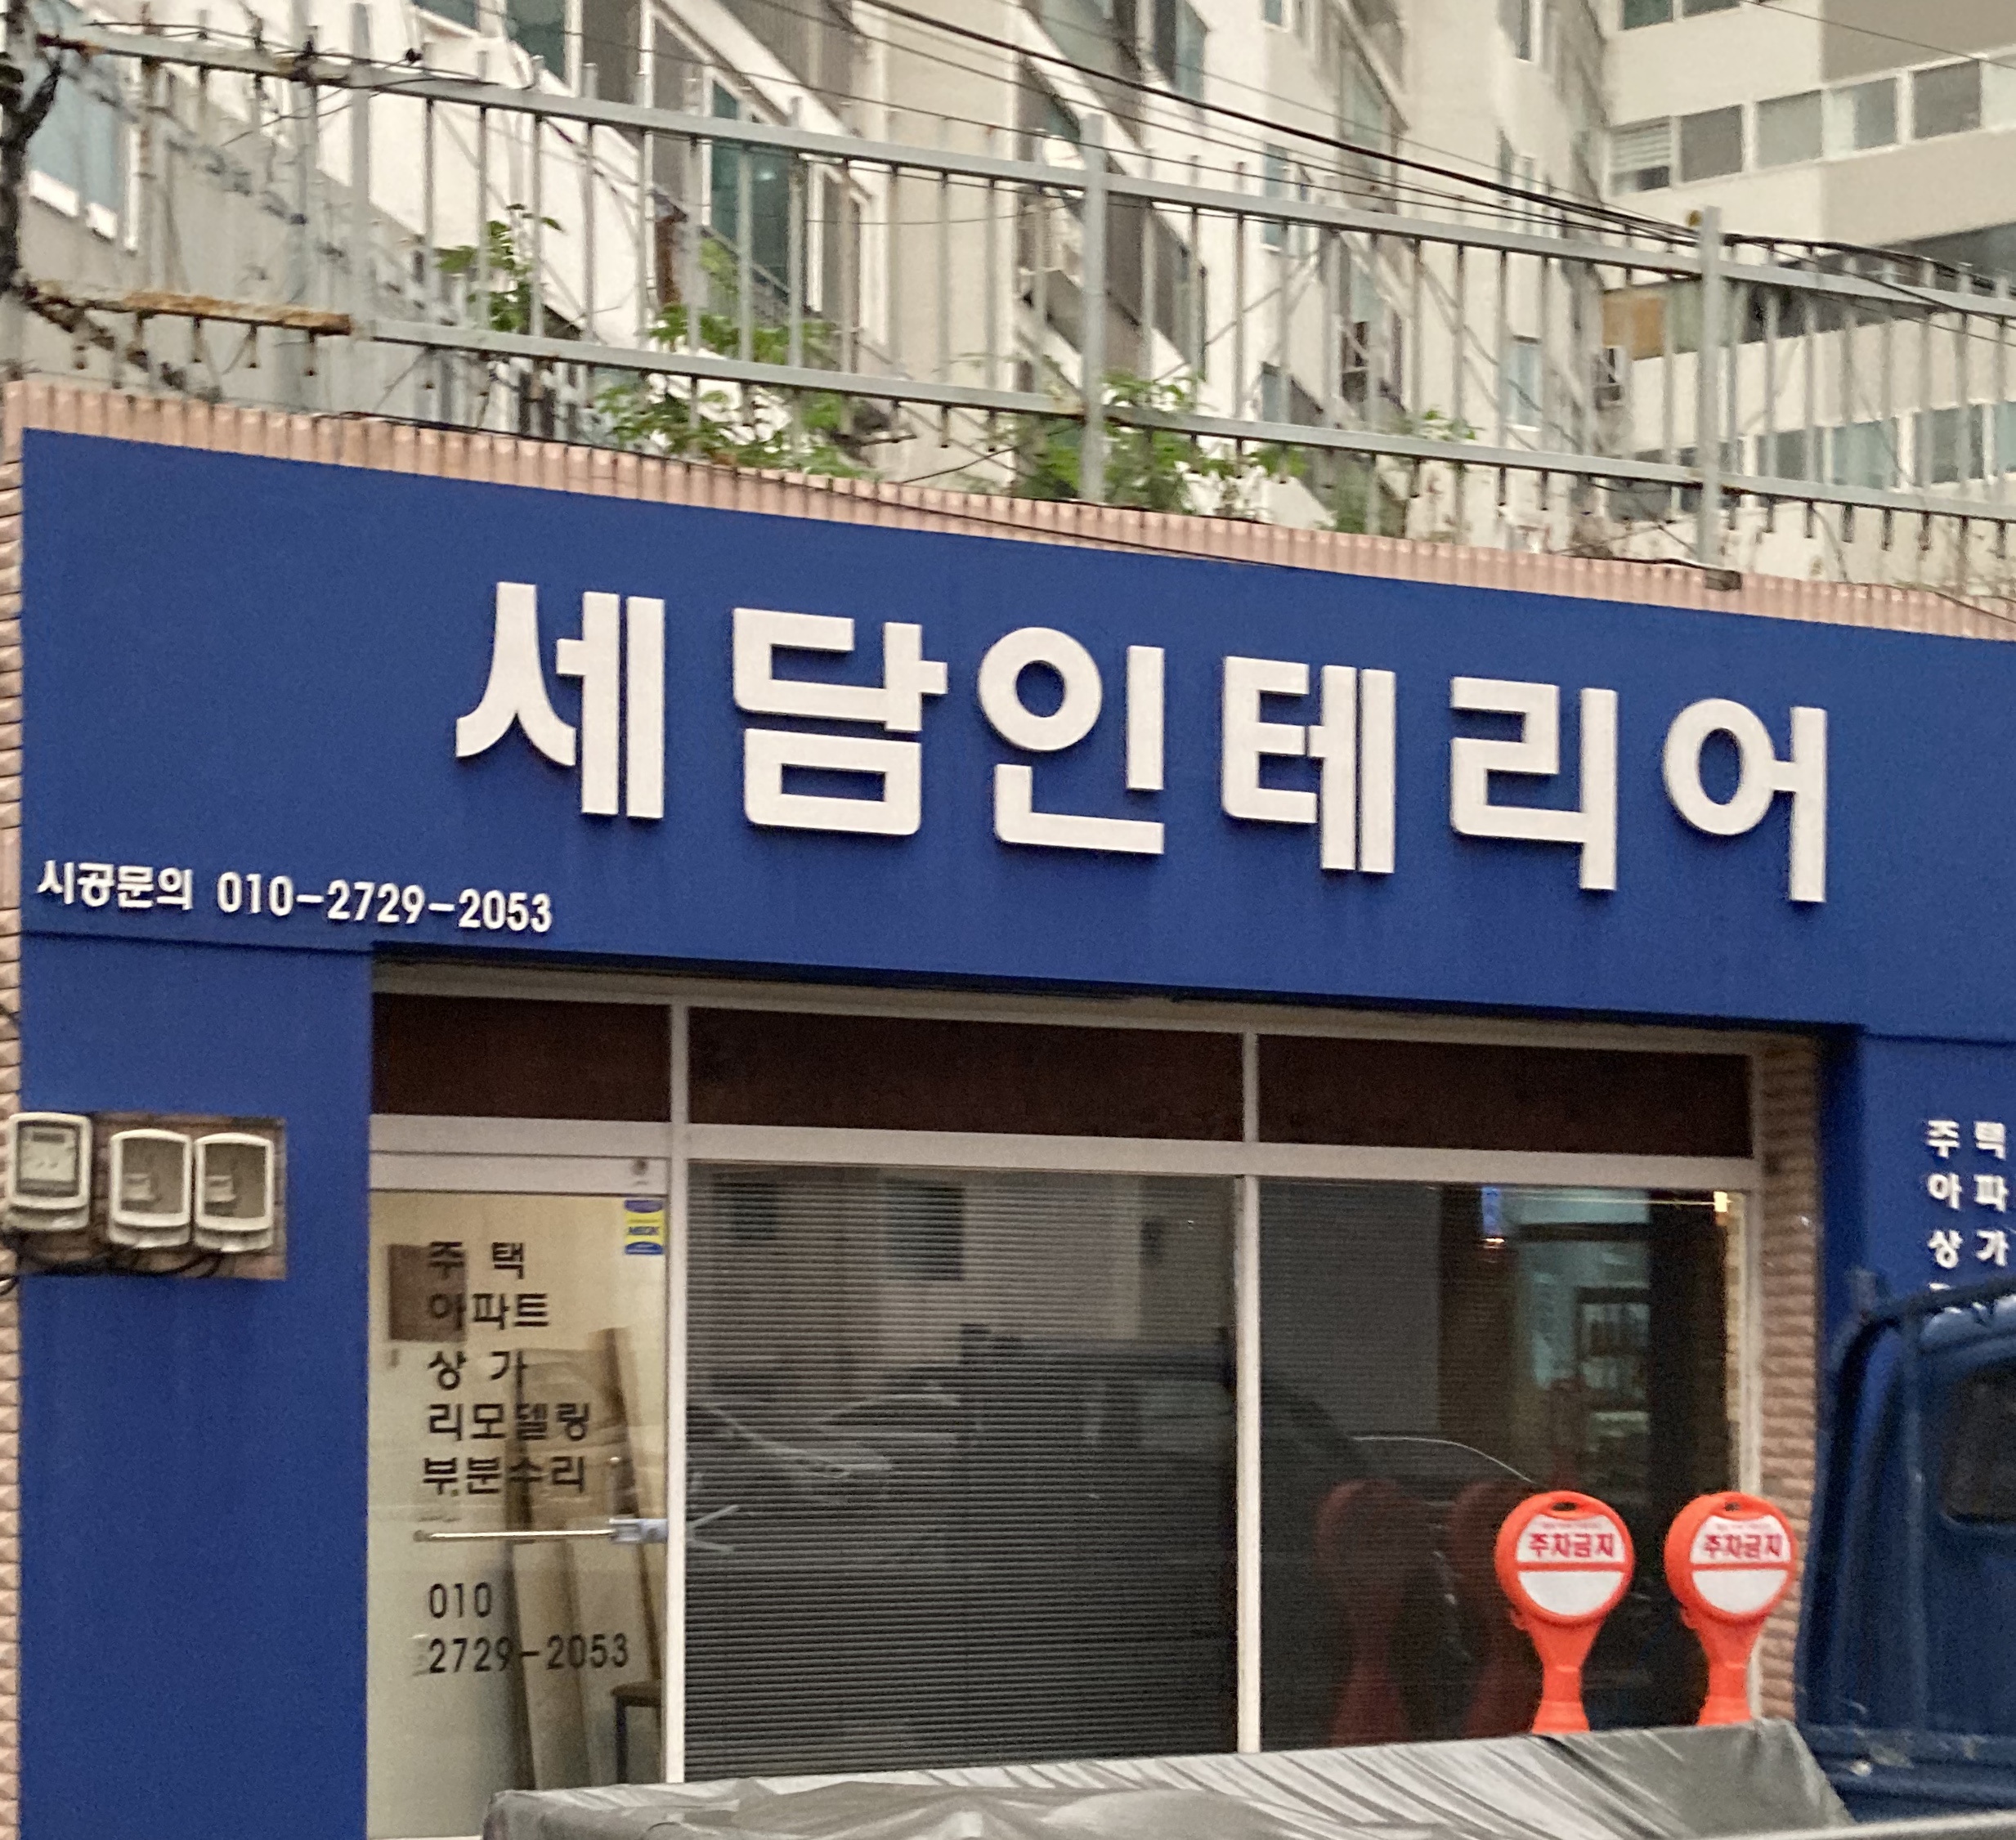 세담인테리어
시공문의 010-2729-2053
주택
아파트
상가
리모델링
부분수리
010
2729-2053
주 택
아 파
상 가
주차금지
주차금지